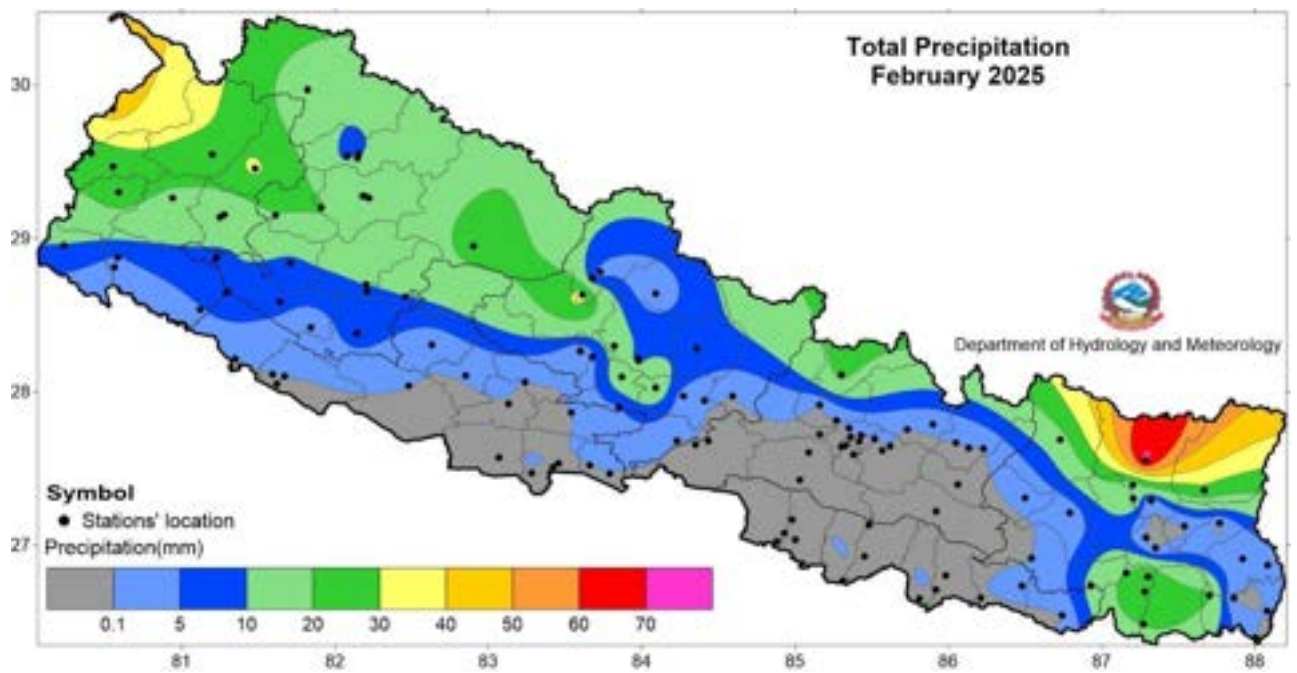 Total Precipitation
February 2025
30
29
28
27
Department of Hydrology and Meteorology
Symbol
Stations' location
Precipitation(mm)
0.1 5 10 20 30 40 50 60 70
81 82 83 84 85 86 87 88